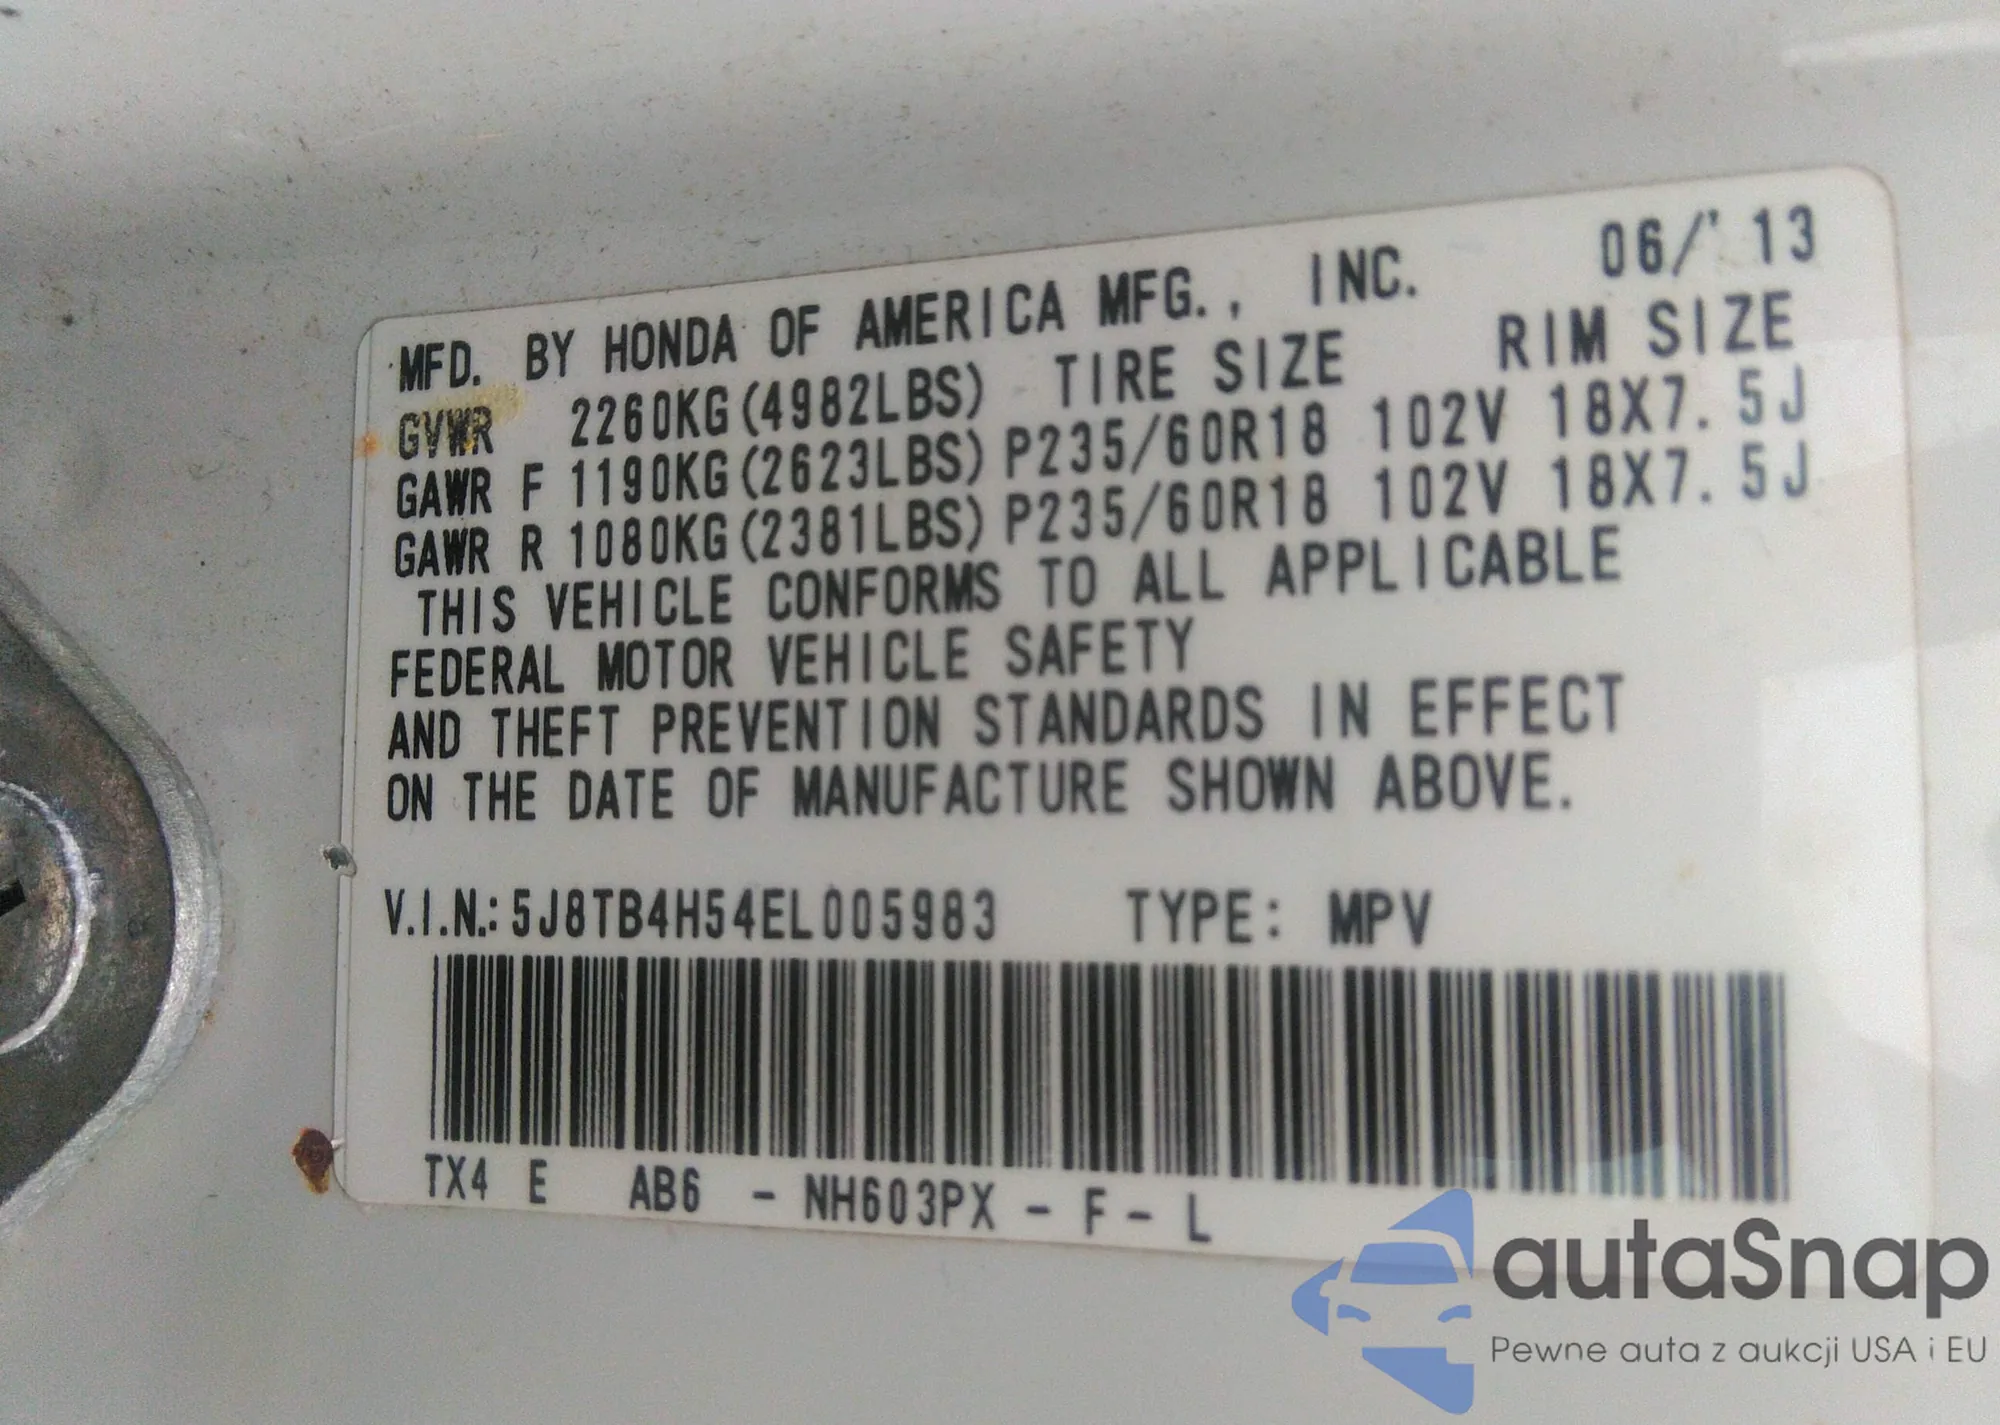 MFD. BY HONDA OF AMERICA MFG., INC. 06/'13
GVWR 2260KG(4982LBS) TIRE SIZE RIM SIZE
GAWR F 1190KG(2623LBS) P235/60R18 102V 18X7.5J
GAWR R 1080KG(2381LBS) P235/60R18 102V 18X7.5J
THIS VEHICLE CONFORMS TO ALL APPLICABLE
FEDERAL MOTOR VEHICLE SAFETY
AND THEFT PREVENTION STANDARDS IN EFFECT
ON THE DATE OF MANUFACTURE SHOWN ABOVE.
V.I.N.: 5J8TB4H54EL005983 TYPE: MPV
TX4 E AB6 - NH603PX - F - L
autaSnap
Pewne auta z aukcji USA i EU